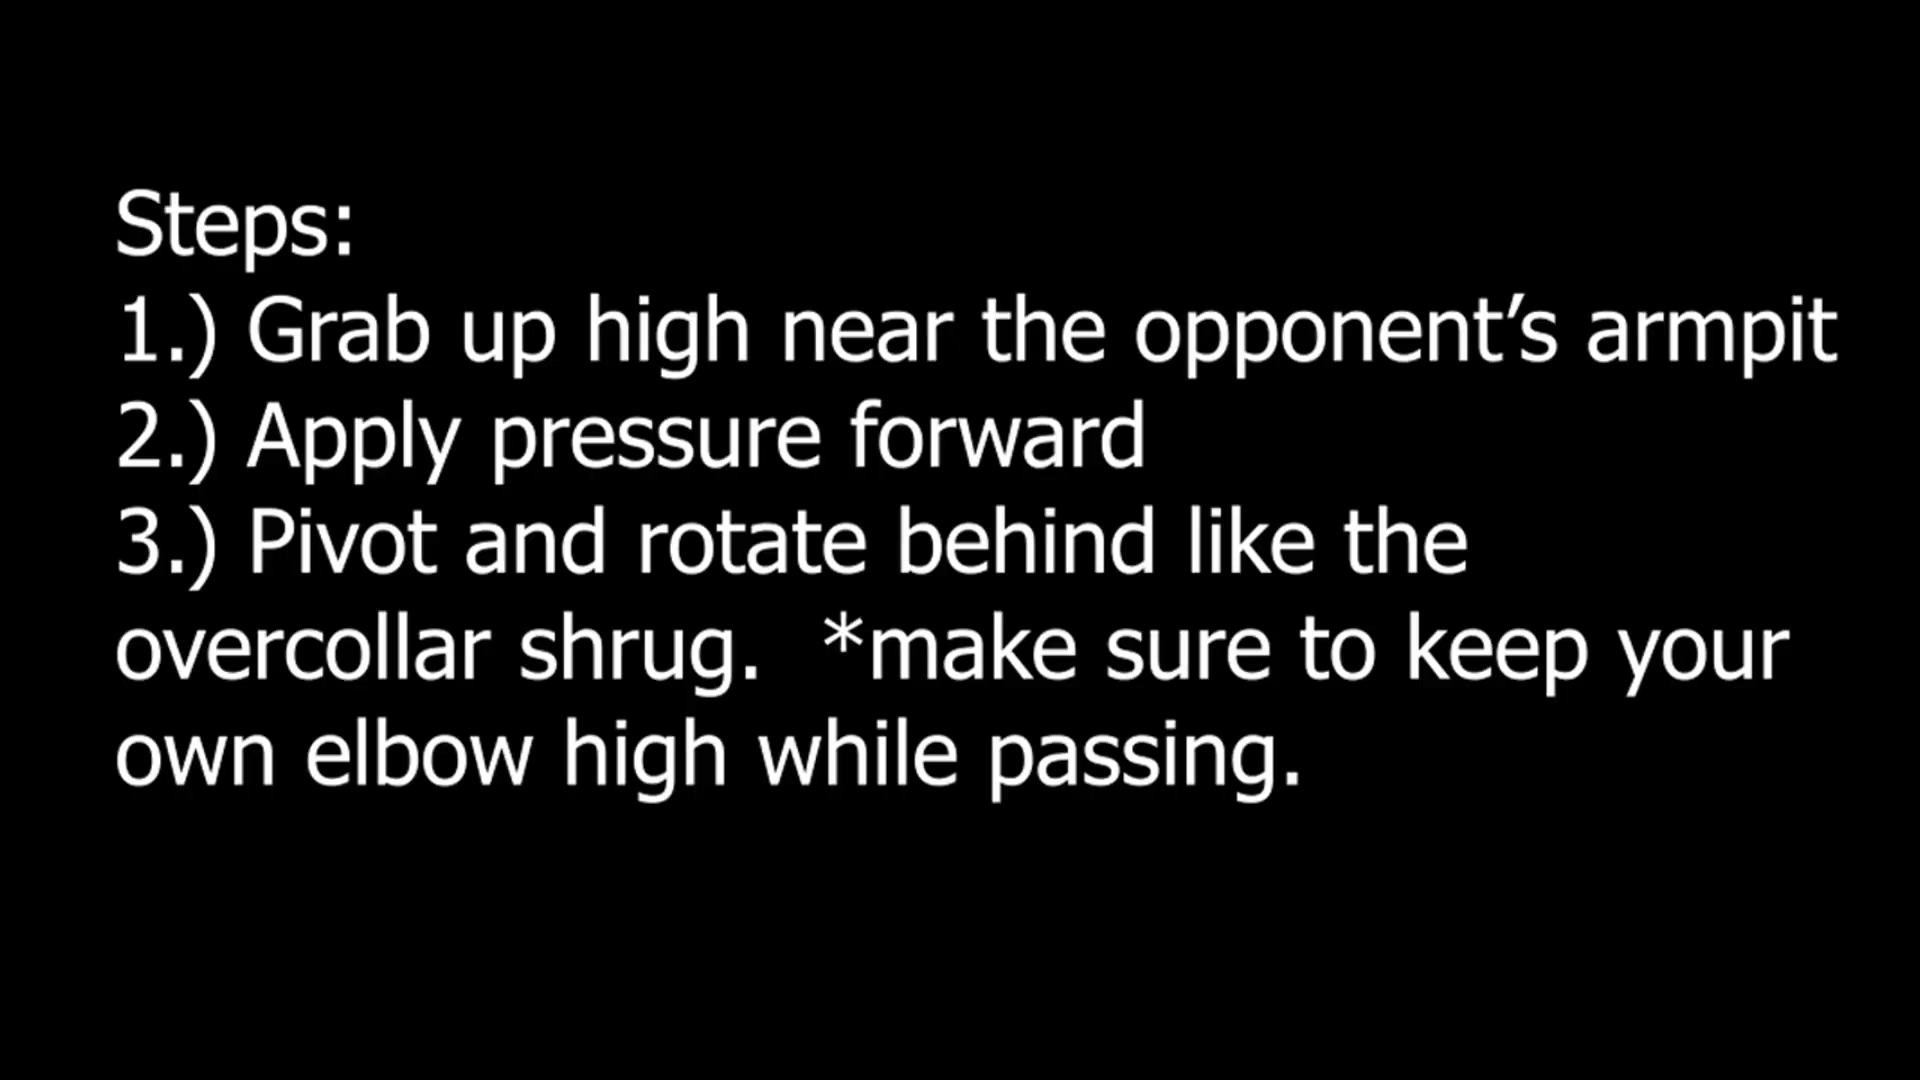 Steps:
1.) Grab up high near the opponent’s armpit
2.) Apply pressure forward
3.) Pivot and rotate behind like the
overcollar shrug.  *make sure to keep your
own elbow high while passing.